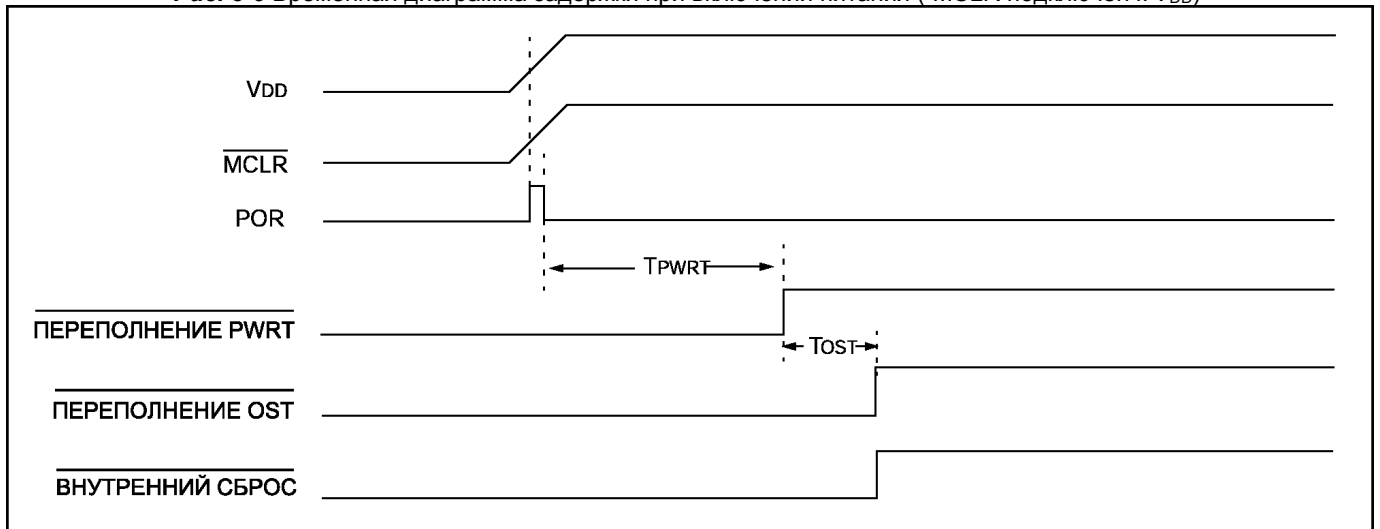 VDD
MCLR
POR
TPWRT
ПЕРЕПОЛНЕНИЕ PWRT
TOST
ПЕРЕПОЛНЕНИЕ OST
ВНУТРЕННИЙ СБРОС